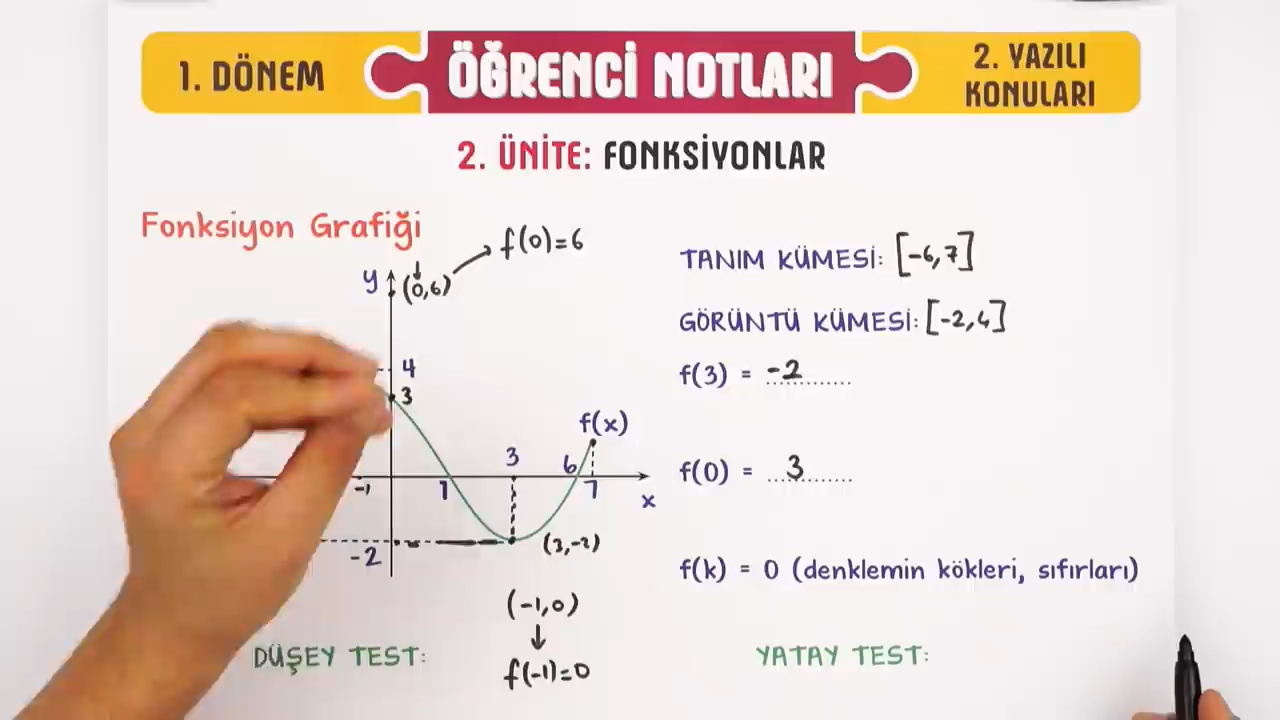 1. DÖNEM
ÖĞRENCİ NOTLARI
2. YAZILI
KONULARI
2. ÜNİTE: FONKSİYONLAR
Fonksiyon Grafiği
f(0)=6
y
(0,6)
4
3
f(x)
3
6
-1
1
7
x
-2
(3,-2)
(-1,0)
f(-1)=0
TANIM KÜMESİ: [-6,7]
GÖRÜNTÜ KÜMESİ: [-2,4]
f(3) = -2
f(0) = 3
f(k) = 0 (denklemin kökleri, sıfırları)
DÜŞEY TEST:
YATAY TEST: